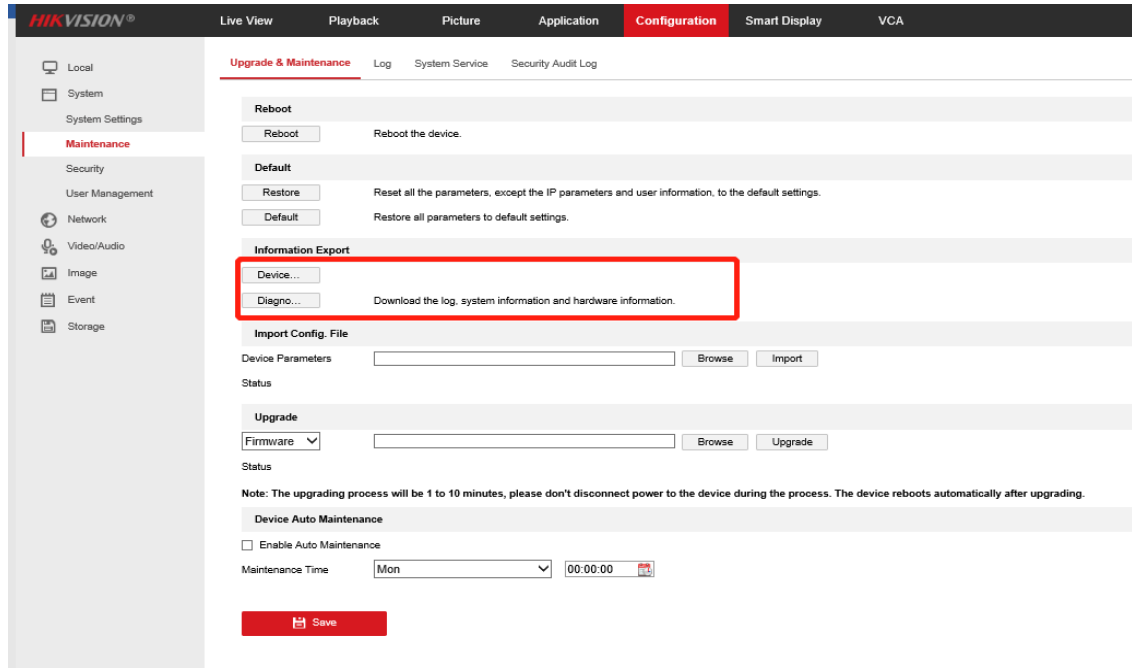 HIKVISION®
Live View Playback Picture Application Configuration Smart Display VCA
Local
System
System Settings
Maintenance
Security
User Management
Network
Video/Audio
Image
Event
Storage
Upgrade & Maintenance Log System Service Security Audit Log
Reboot
Reboot Reboot the device.
Default
Restore Reset all the parameters, except the IP parameters and user information, to the default settings.
Default Restore all parameters to default settings.
Information Export
Device...
Diagno... Download the log, system information and hardware information.
Import Config. File
Device Parameters Browse Import
Status
Upgrade
Firmware Browse Upgrade
Status
Note: The upgrading process will be 1 to 10 minutes, please don't disconnect power to the device during the process. The device reboots automatically after upgrading.
Device Auto Maintenance
Enable Auto Maintenance
Maintenance Time Mon 00:00:00
Save